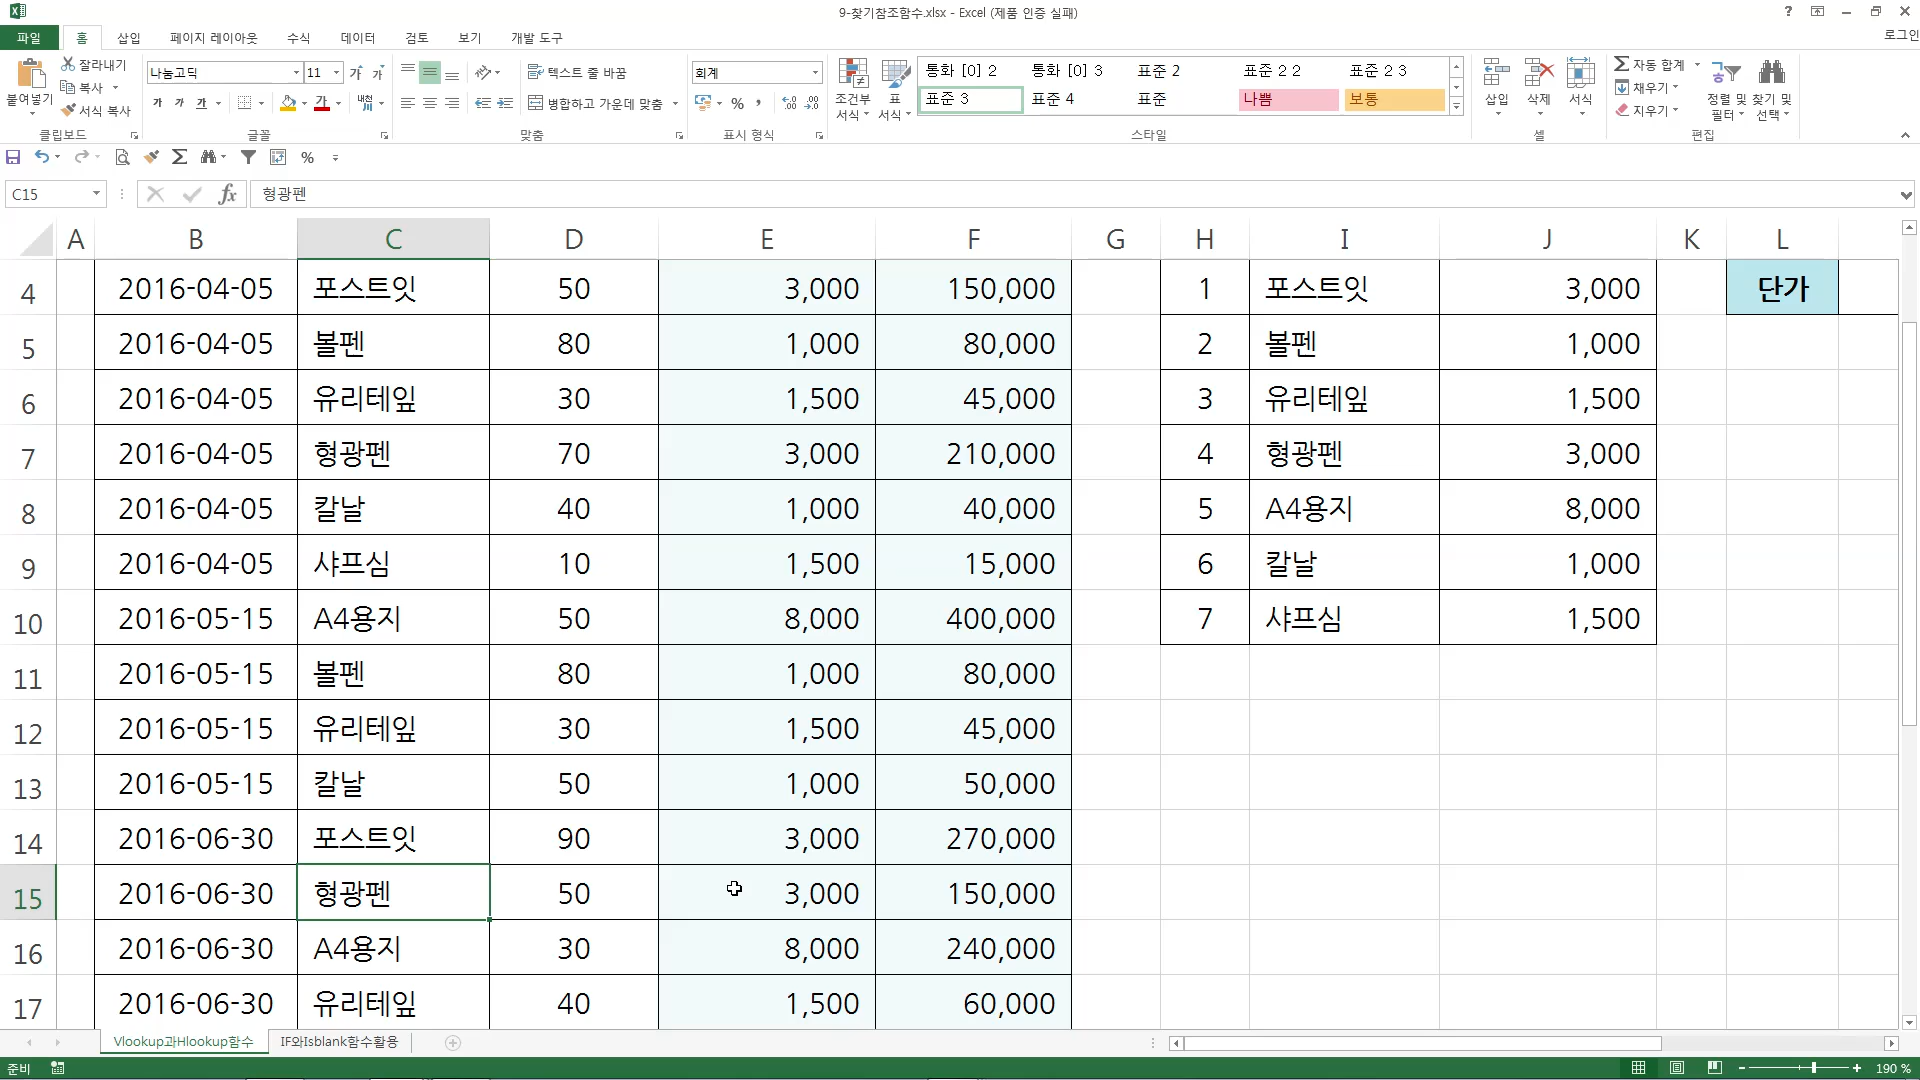 9-찾기참조함수.xlsx - Excel (제품 인증 실패)
파일 홈 삽입 페이지 레이아웃 수식 데이터 검토 보기 개발 도구 로그인
붙여넣기 잘라내기 복사 서식 복사 클립보드
나눔고딕 11 가 가 가 가 가 가 내천 글꼴
텍스트 줄 바꿈 병합하고 가운데 맞춤 맞춤
회계 % 표시 형식
조건부 서식 표 서식
통화 [0] 2 통화 [0] 3 표준 2 표준 2 2 표준 2 3
표준 3 표준 4 표준 나쁨 보통
스타일
삽입 삭제 서식 셀
자동 합계 채우기 지우기 정렬 및 필터 찾기 및 선택 편집
%
C15 fx 형광펜
A B C D E F G H I J K L
4 2016-04-05 포스트잇 50 3,000 150,000 1 포스트잇 3,000 단가
5 2016-04-05 볼펜 80 1,000 80,000 2 볼펜 1,000
6 2016-04-05 유리테잎 30 1,500 45,000 3 유리테잎 1,500
7 2016-04-05 형광펜 70 3,000 210,000 4 형광펜 3,000
8 2016-04-05 칼날 40 1,000 40,000 5 A4용지 8,000
9 2016-04-05 샤프심 10 1,500 15,000 6 칼날 1,000
10 2016-05-15 A4용지 50 8,000 400,000 7 샤프심 1,500
11 2016-05-15 볼펜 80 1,000 80,000
12 2016-05-15 유리테잎 30 1,500 45,000
13 2016-05-15 칼날 50 1,000 50,000
14 2016-06-30 포스트잇 90 3,000 270,000
15 2016-06-30 형광펜 50 3,000 150,000
16 2016-06-30 A4용지 30 8,000 240,000
17 2016-06-30 유리테잎 40 1,500 60,000
Vlookup과Hlookup함수 IF와Isblank함수활용
준비 190 %